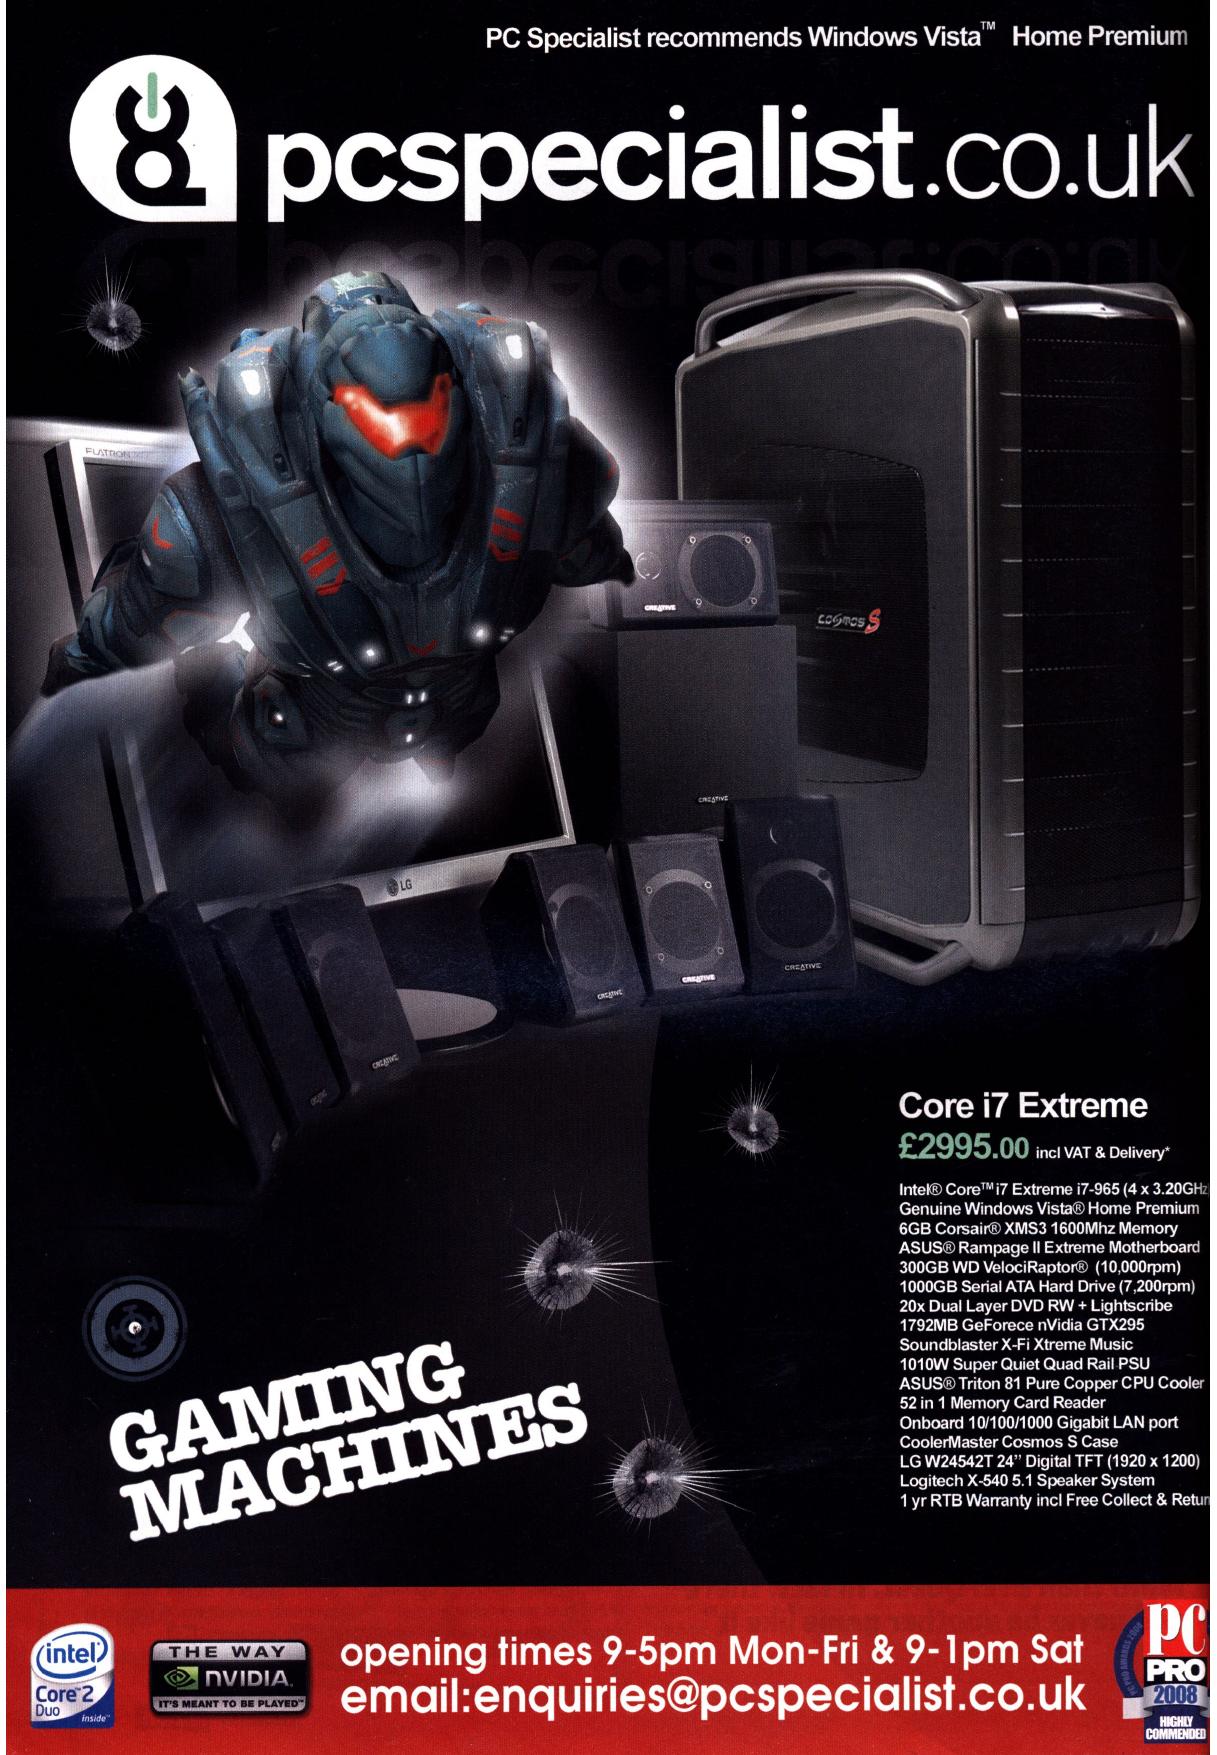 PC Specialist recommends Windows Vista™ Home Premium
pcspecialist.co.uk
FLATRON
CREATIVE
COSMOS S
CREATIVE
LG
CREATIVE
CREATIVE
CREATIVE
CREATIVE
Core i7 Extreme
£2995.00 incl VAT & Delivery*
Intel® Core™ i7 Extreme i7-965 (4 x 3.20GHz
Genuine Windows Vista® Home Premium
6GB Corsair® XMS3 1600Mhz Memory
ASUS® Rampage II Extreme Motherboard
300GB WD VelociRaptor® (10,000rpm)
1000GB Serial ATA Hard Drive (7,200rpm)
20x Dual Layer DVD RW + Lightscribe
1792MB GeForece nVidia GTX295
Soundblaster X-Fi Xtreme Music
1010W Super Quiet Quad Rail PSU
ASUS® Triton 81 Pure Copper CPU Cooler
52 in 1 Memory Card Reader
Onboard 10/100/1000 Gigabit LAN port
CoolerMaster Cosmos S Case
LG W24542T 24" Digital TFT (1920 x 1200)
Logitech X-540 5.1 Speaker System
1 yr RTB Warranty incl Free Collect & Retur
GAMING
MACHINES
intel®
Core™2
Duo
inside™
THE WAY
NVIDIA.
IT'S MEANT TO BE PLAYED™
opening times 9-5pm Mon-Fri & 9-1pm Sat
email:enquiries@pcspecialist.co.uk
PC PRO AWARDS 2008
pc
PRO
2008
HIGHLY
COMMENDED